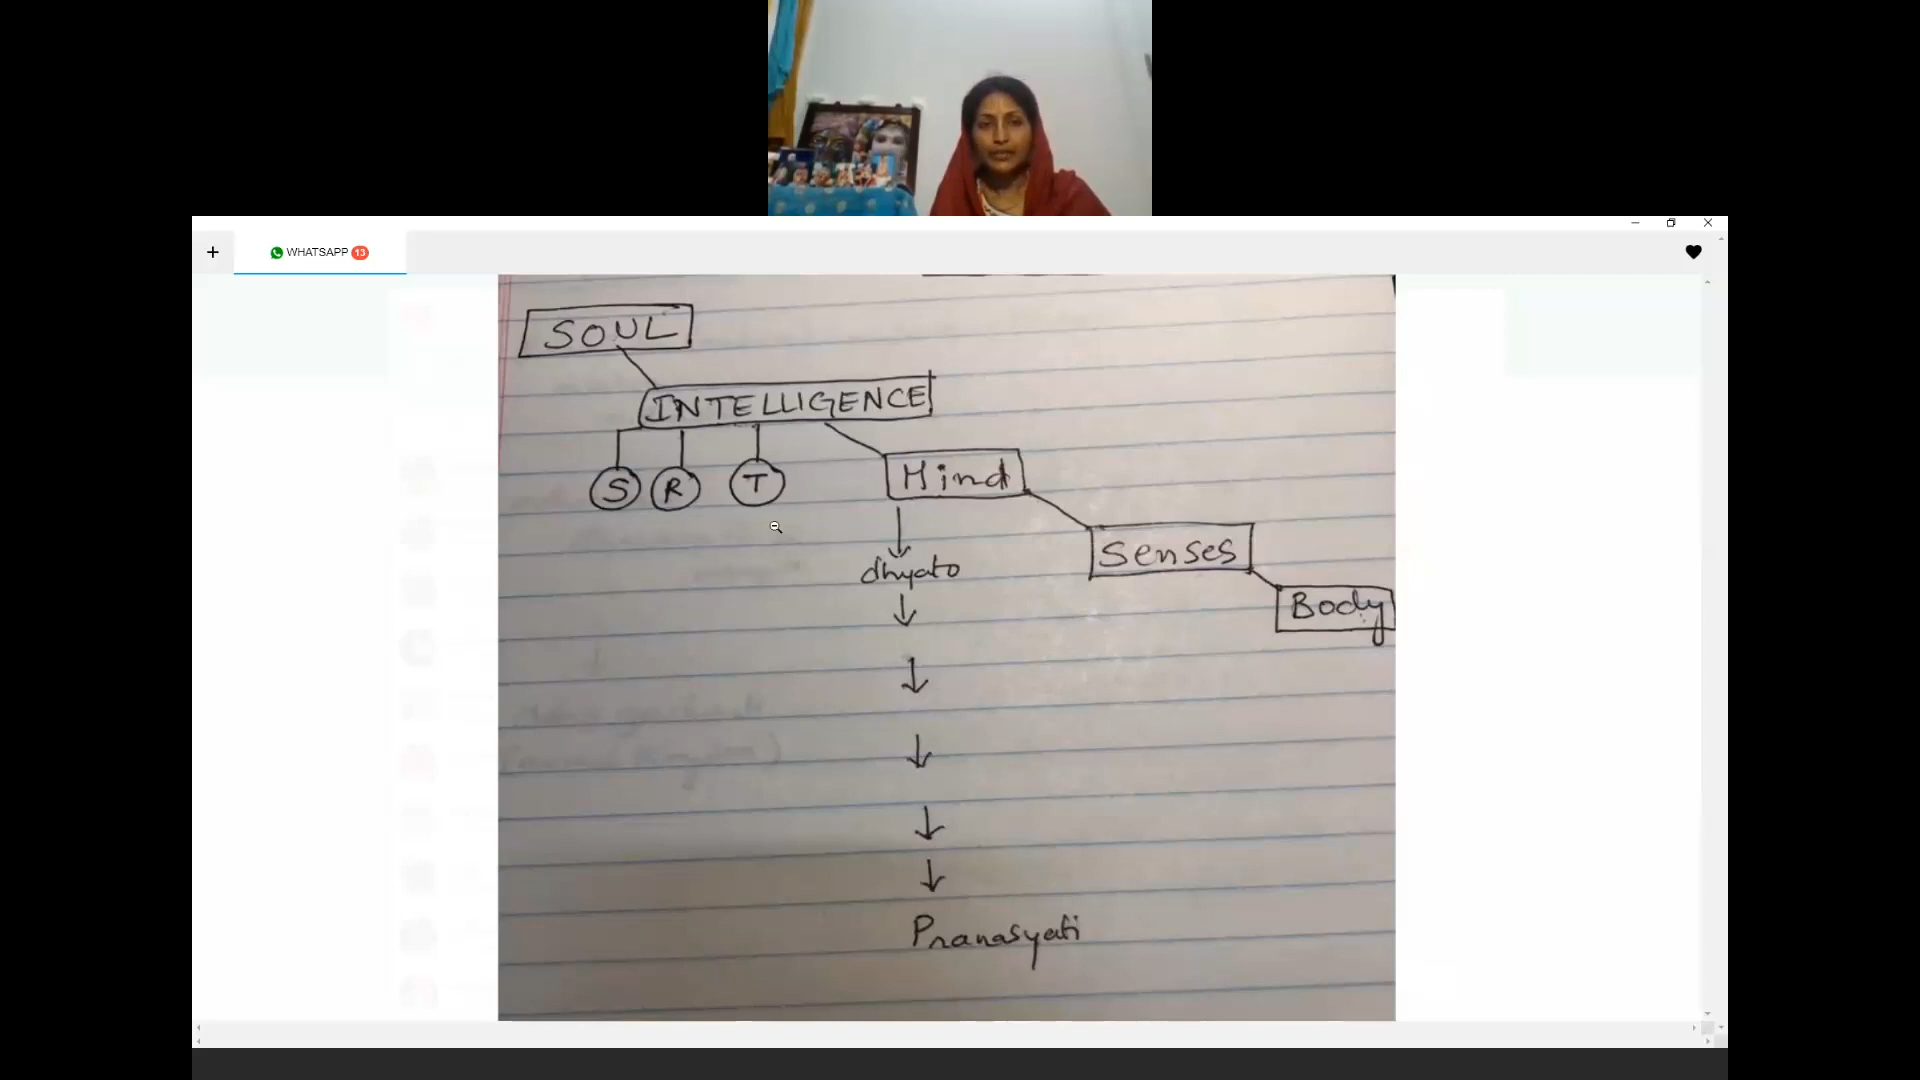 WHATSAPP 13
SOUL
INTELLIGENCE
S R T
Mind
Senses
Body
dhyato
Pranasyati